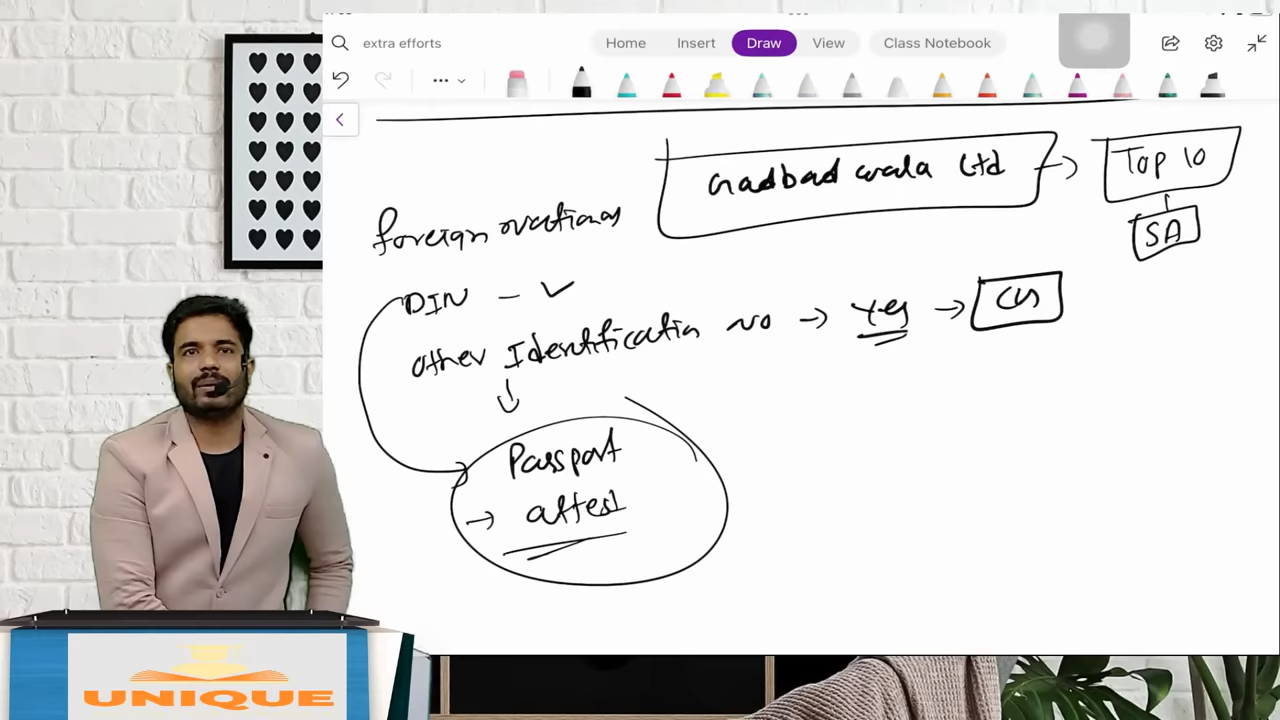 extra efforts
Home Insert Draw View Class Notebook
Gadbad wala Ltd → Top 10
SA
foreign nationals
DIN - ✓
other Identification no → Yes →
Passport
→ attest
UNIQUE